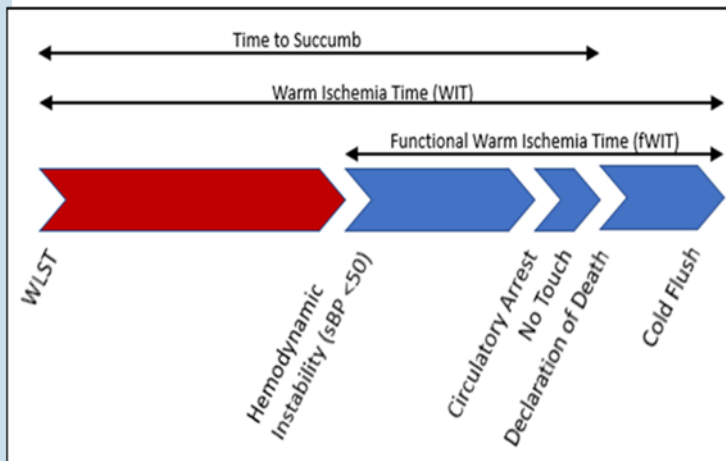 Time to Succumb
Warm Ischemia Time (WIT)
Functional Warm Ischemia Time (fWIT)
WLST
Hemodynamic
Instability (sBP <50)
Circulatory Arrest
No Touch
Declaration of Death
Cold Flush